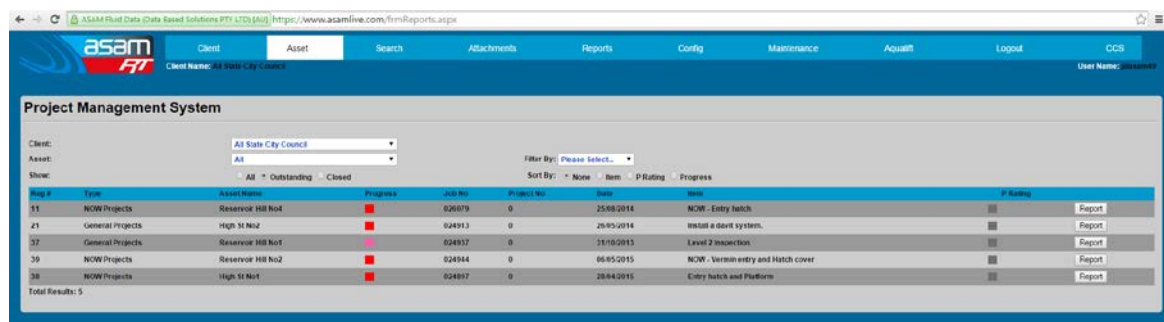 ASAM Fluid Data (Data Based Solutions PTY LTD) [AU] https://www.asamlive.com/frmReports.aspx
asam RT Client Asset Search Attachments Reports Config Maintenance Aqualift Logout CCS
Client Name: All State City Council User Name:
Project Management System
Client: All State City Council
Asset: All Filter By: Please Select...
Show: All Outstanding Closed Sort By: None Item P Rating Progress
Reg # Type Asset Name Progress Job No Project No Date Item P Rating
11 NOW Projects Reservoir Hill No4 026079 0 25/08/2014 NOW - Entry hatch Report
21 General Projects High St No2 024913 0 26/05/2014 Install a davit system. Report
37 General Projects Reservoir Hill No1 024937 0 31/10/2013 Level 2 Inspection Report
39 NOW Projects Reservoir Hill No2 024944 0 06/05/2015 NOW - Vermin entry and Hatch cover Report
38 NOW Projects High St No1 024897 0 28/04/2015 Entry hatch and Platform Report
Total Results: 5